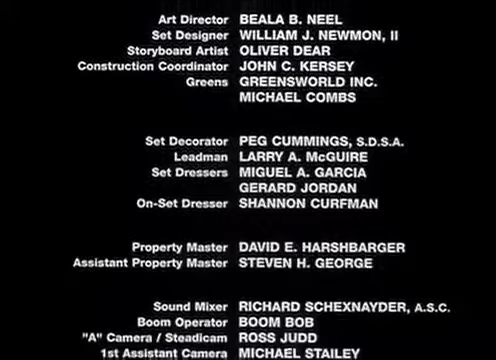 Art Director BEALA B. NEEL
Set Designer WILLIAM J. NEWMON, II
Storyboard Artist OLIVER DEAR
Construction Coordinator JOHN C. KERSEY
Greens GREENSWORLD INC.
MICHAEL COMBS
Set Decorator PEG CUMMINGS, S.D.S.A.
Leadman LARRY A. McGUIRE
Set Dressers MIGUEL A. GARCIA
GERARD JORDAN
On-Set Dresser SHANNON CURFMAN
Property Master DAVID E. HARSHBARGER
Assistant Property Master STEVEN H. GEORGE
Sound Mixer RICHARD SCHEXNAYDER, A.S.C.
Boom Operator BOOM BOB
"A" Camera / Steadicam ROSS JUDD
1st Assistant Camera MICHAEL STAILEY